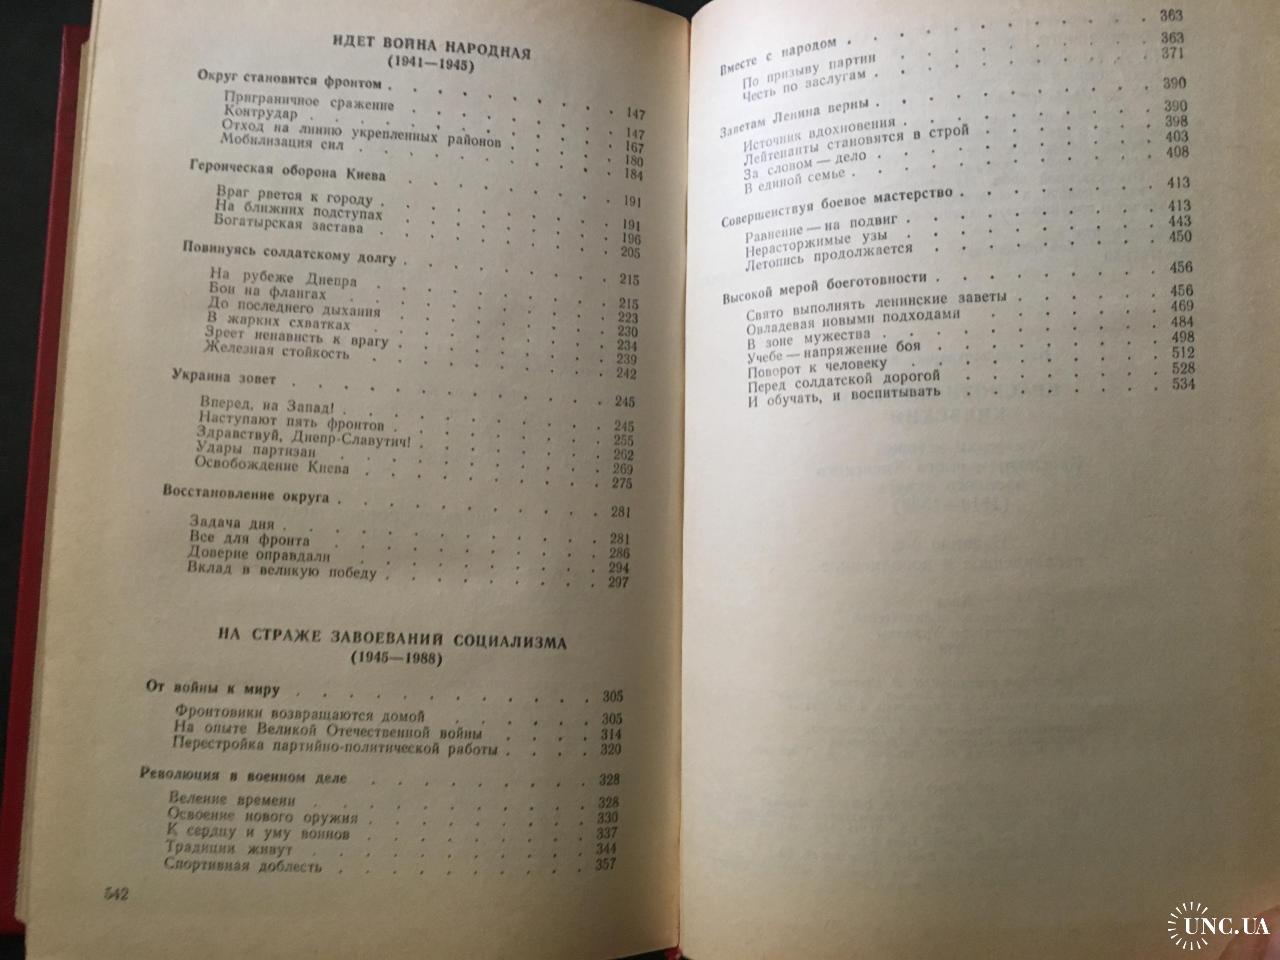 ИДЕТ ВОЙНА НАРОДНАЯ
(1941—1945)
Округ становится фронтом . . . . . . . . 147
Приграничное сражение . . . . . . . . 147
Контрудар . . . . . . . . 167
Отход на линию укрепленных районов . . . . 180
Мобилизация сил . . . . . . . . 184
Героическая оборона Киева . . . . . . . . 191
Враг рвется к городу . . . . . . . . 191
На ближних подступах . . . . . . . . 196
Богатырская застава . . . . . . . . 205
Повинуясь солдатскому долгу . . . . . . . . 215
На рубеже Днепра . . . . . . . . 215
Бои на флангах . . . . . . . . 223
До последнего дыхания . . . . . . . . 230
В жарких схватках . . . . . . . . 234
Зреет ненависть к врагу . . . . . . . . 239
Железная стойкость . . . . . . . . 242
Украина зовет . . . . . . . . 245
Вперед, на Запад! . . . . . . . . 245
Наступают пять фронтов . . . . . . . . 255
Здравствуй, Днепр-Славутич! . . . . . . . . 262
Удары партизан . . . . . . . . 269
Освобождение Киева . . . . . . . . 275
Восстановление округа . . . . . . . . 281
Задача дня . . . . . . . . 281
Все для фронта . . . . . . . . 286
Доверие оправдали . . . . . . . . 294
Вклад в великую победу . . . . . . . . 297
НА СТРАЖЕ ЗАВОЕВАНИЙ СОЦИАЛИЗМА
(1945—1988)
От войны к миру . . . . . . . . 305
Фронтовики возвращаются домой . . . . . . 305
На опыте Великой Отечественной войны . . . . 314
Перестройка партийно-политической работы . . . . 320
Революция в военном деле . . . . . . . . 328
Веление времени . . . . . . . . 328
Освоение нового оружия . . . . . . . . 330
К сердцу и уму воинов . . . . . . . . 337
Традиции живут . . . . . . . . 344
Спортивная доблесть . . . . . . . . 357
542
Вместе с народом . . . . . . . . 363
По призыву партии . . . . . . . . 363
Честь по заслугам . . . . . . . . 371
Заветам Ленина верны . . . . . . . . 390
Источник вдохновения . . . . . . . . 390
Лейтенанты становятся в строй . . . . . . 398
За словом — дело . . . . . . . . 403
В единой семье . . . . . . . . 408
Совершенствуя боевое мастерство . . . . . . 413
Равнение — на подвиг . . . . . . . . 413
Нерасторжимые узы . . . . . . . . 443
Летопись продолжается . . . . . . . . 450
Высокой мерой боеготовности . . . . . . . . 456
Свято выполнять ленинские заветы . . . . . . 456
Овладевая новыми подходами . . . . . . . . 469
В зоне мужества . . . . . . . . 484
Учебе — напряжение боя . . . . . . . . 498
Поворот к человеку . . . . . . . . 512
Перед солдатской дорогой . . . . . . . . 528
И обучать, и воспитывать . . . . . . . . 534
UNC.UA